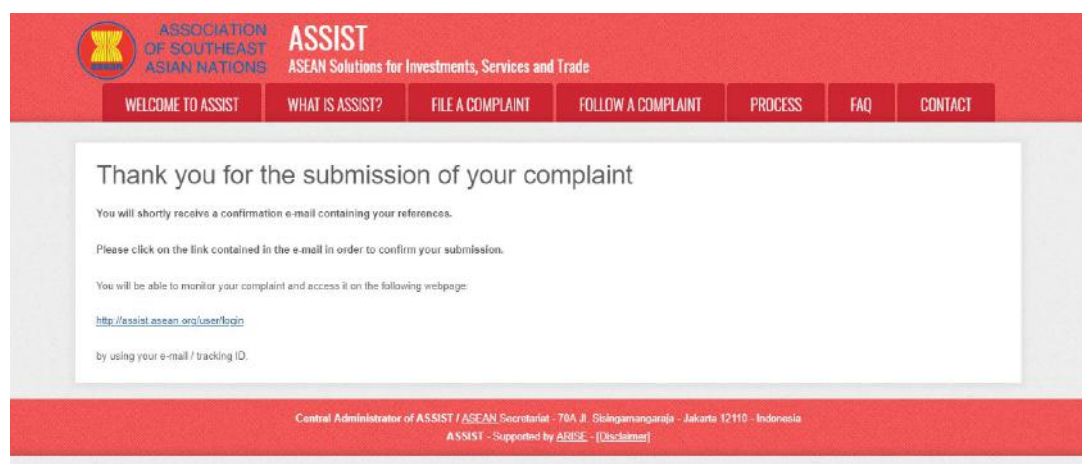 ASSOCIATION
OF SOUTHEAST
ASIAN NATIONS
ASSIST
ASEAN Solutions for Investments, Services and Trade
WELCOME TO ASSIST WHAT IS ASSIST? FILE A COMPLAINT FOLLOW A COMPLAINT PROCESS FAQ CONTACT
Thank you for the submission of your complaint
You will shortly receive a confirmation e-mail containing your references.
Please click on the link contained in the e-mail in order to confirm your submission.
You will be able to monitor your complaint and access it on the following webpage:
http://assist.asean.org/user/login
by using your e-mail / tracking ID.
Central Administrator of ASSIST / ASEAN Secretariat - 70A Jl. Sisingamangaraja - Jakarta 12110 - Indonesia
ASSIST - Supported by ARISE - [Disclaimer]